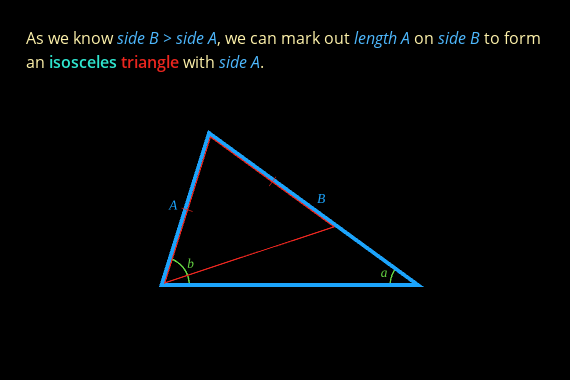 As we know side B > side A, we can mark out length A on side B to form
an isosceles triangle with side A.
A
B
b
a